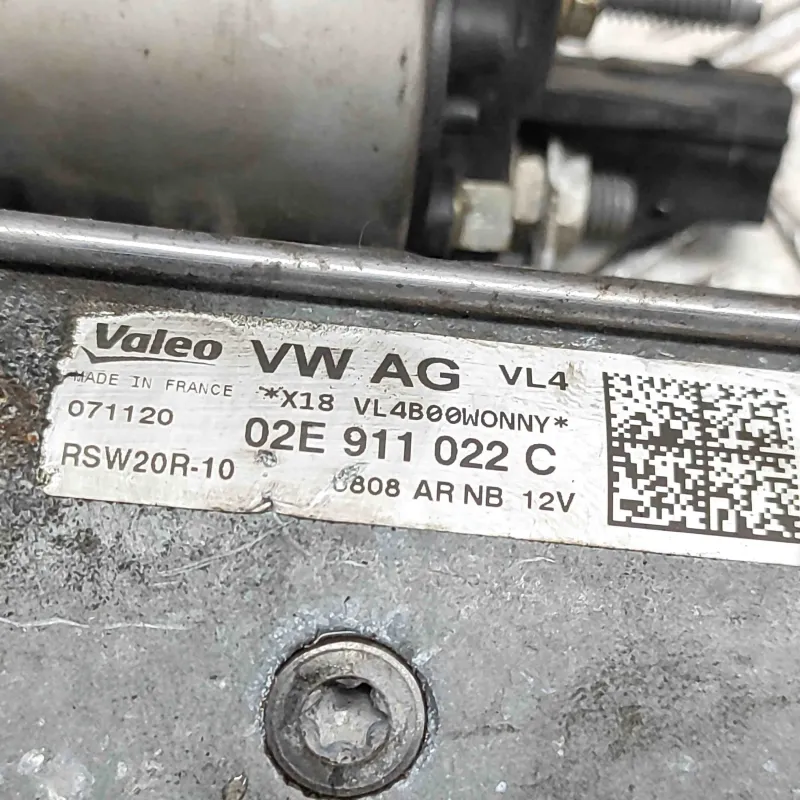 Valeo VW AG VL4
MADE IN FRANCE *X18 VL4B00WONNY*
071120 02E 911 022 C
RSW20R-10 0808 AR NB 12V